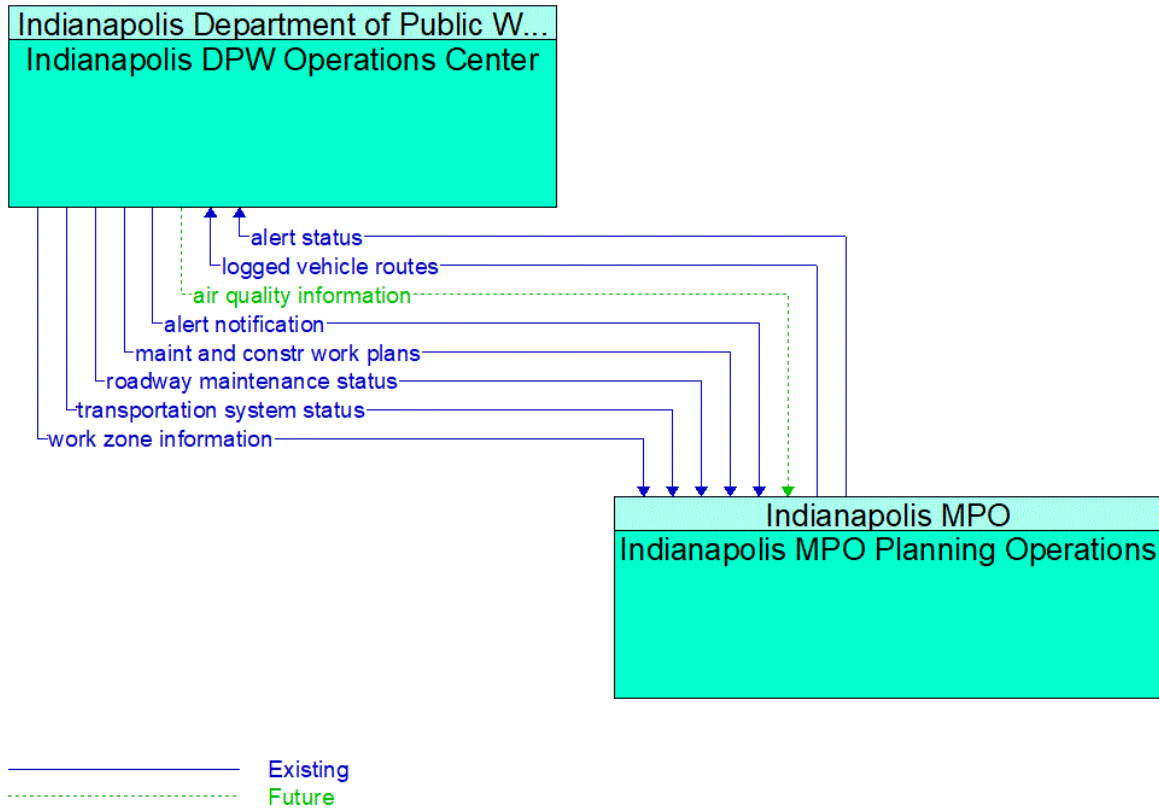 Indianapolis Department of Public W...
Indianapolis DPW Operations Center
alert status
logged vehicle routes
air quality information
alert notification
maint and constr work plans
roadway maintenance status
transportation system status
work zone information
Indianapolis MPO
Indianapolis MPO Planning Operations
Existing
Future